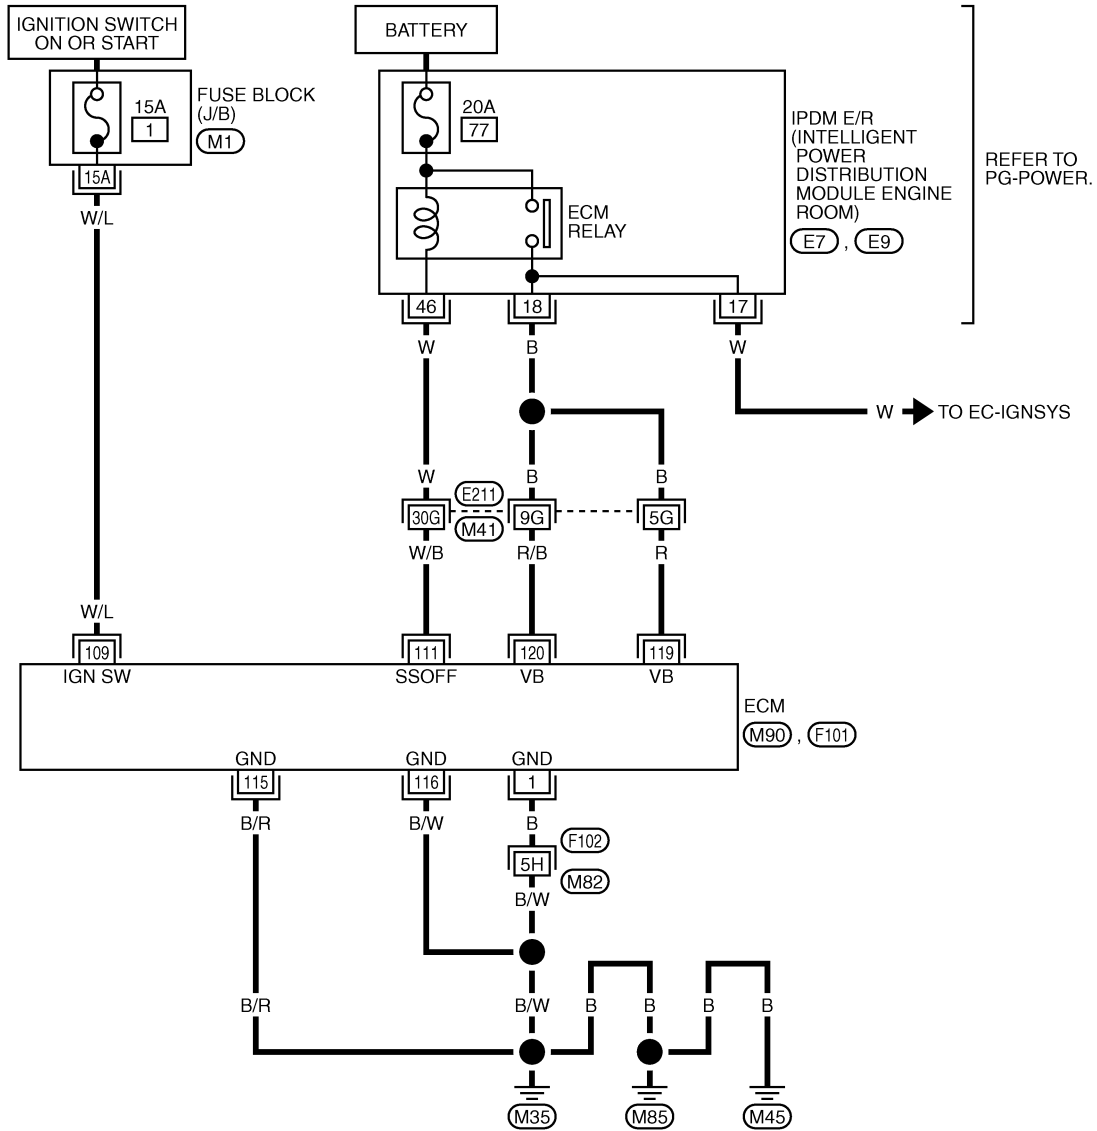 IGNITION SWITCH
ON OR START
BATTERY
15A
1
FUSE BLOCK
(J/B)
M1
20A
77
IPDM E/R
(INTELLIGENT
POWER
DISTRIBUTION
MODULE ENGINE
ROOM)
E7 , E9
REFER TO
PG-POWER.
15A
W/L
ECM
RELAY
46
18
17
W
B
W
W
TO EC-IGNSYS
W
B
B
E211
30G
9G
5G
M41
W/B
R/B
R
W/L
109
111
120
119
IGN SW
SSOFF
VB
VB
ECM
M90 , F101
GND
GND
GND
115
116
1
B/R
B/W
B
F102
5H
M82
B/W
B/R
B/W
B
B
B
B
M35
M85
M45